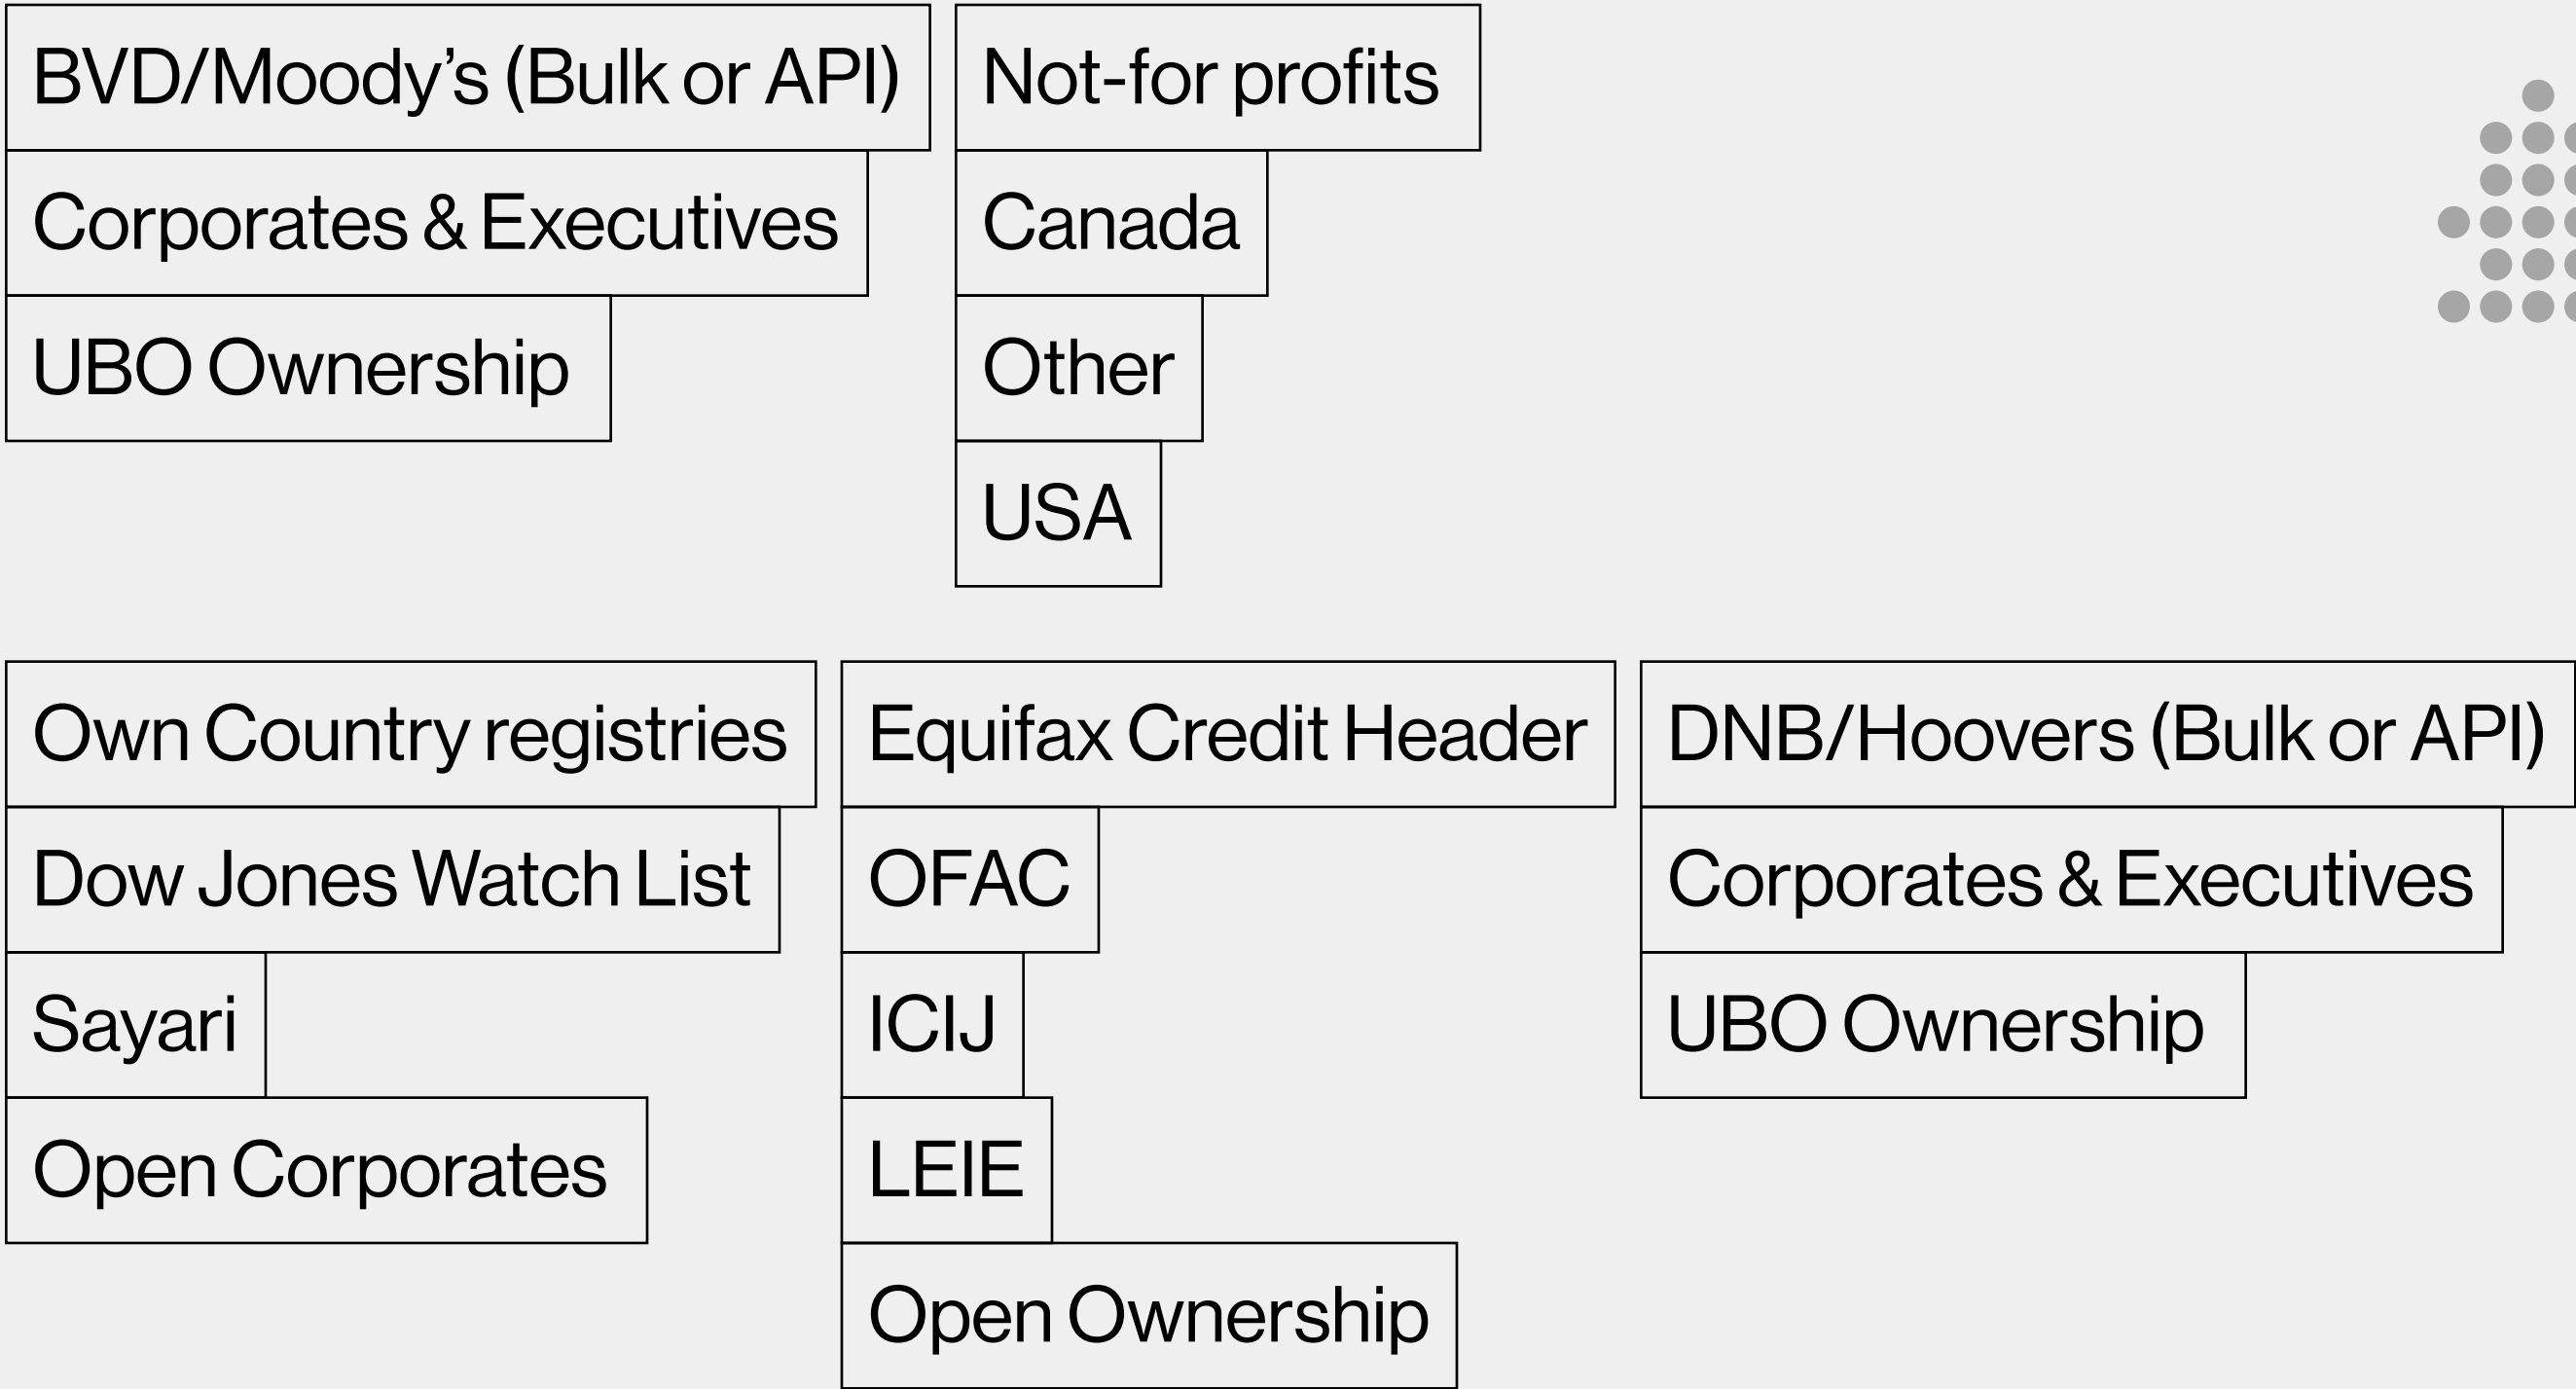 BVD/Moody’s (Bulk or API)
Corporates & Executives
UBO Ownership
Not-for profits
Canada
Other
USA
Own Country registries
Dow Jones Watch List
Sayari
Open Corporates
Equifax Credit Header
OFAC
ICIJ
LEIE
Open Ownership
DNB/Hoovers (Bulk or API)
Corporates & Executives
UBO Ownership